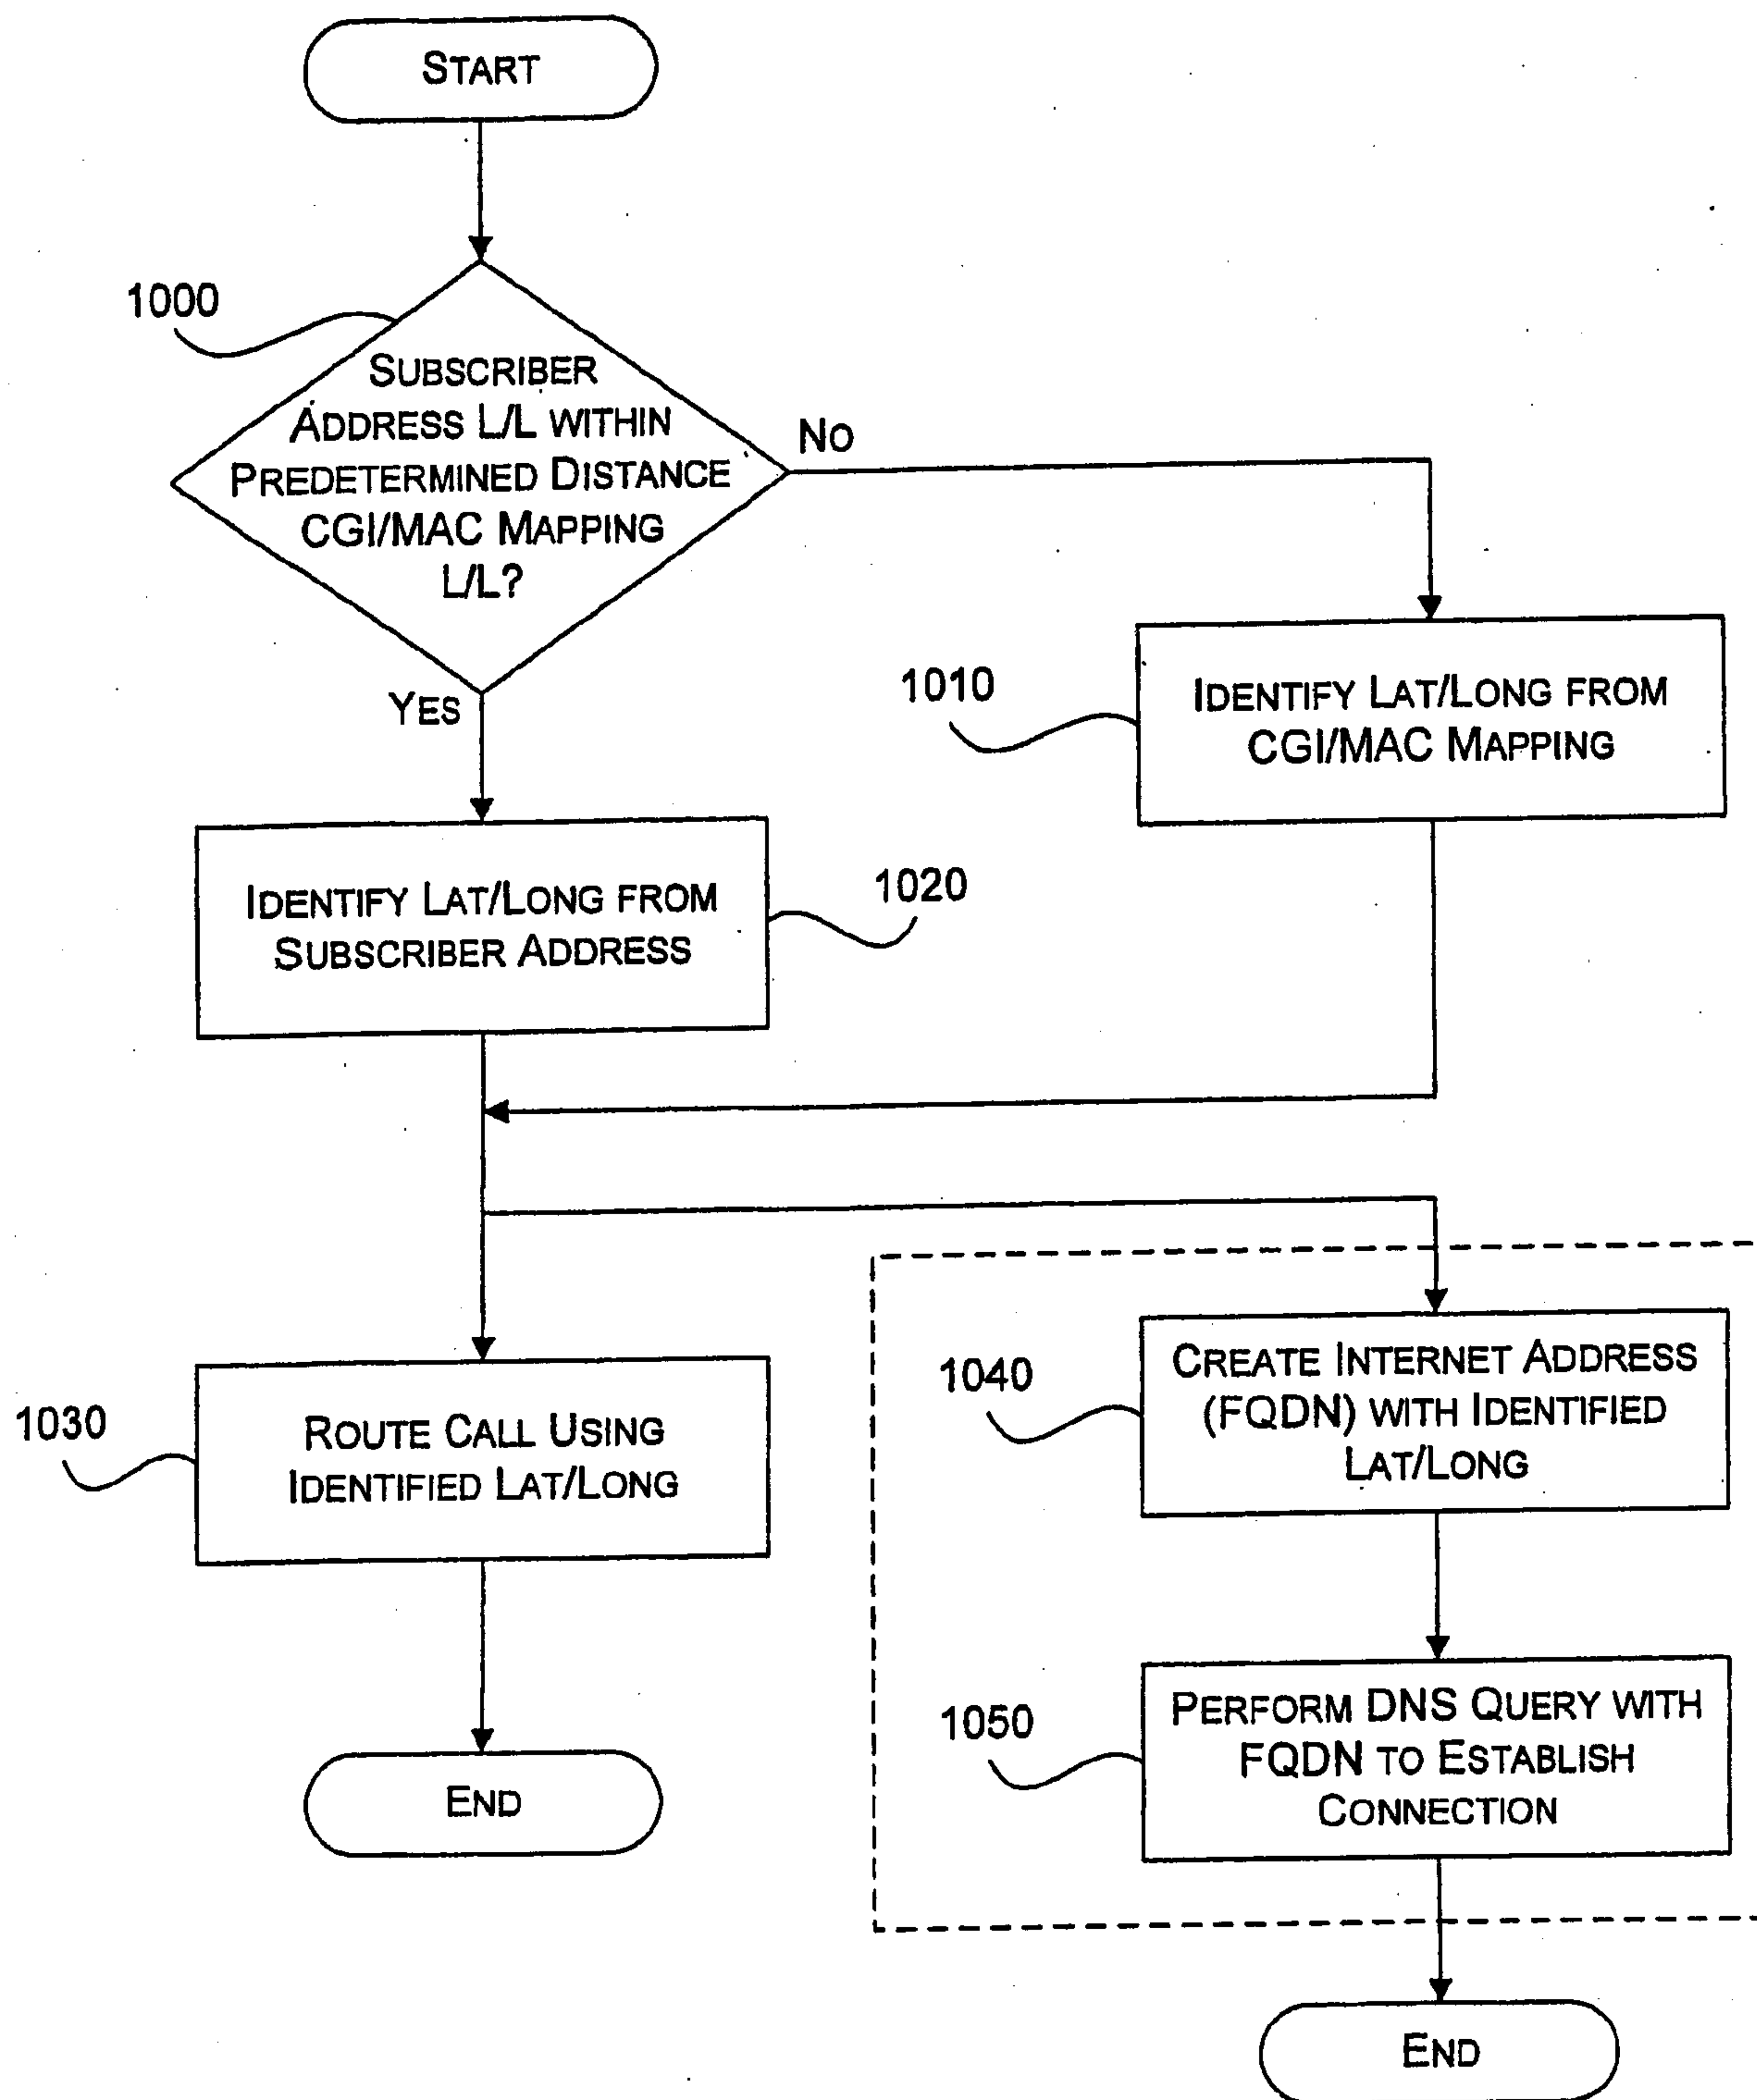 START
1000
SUBSCRIBER
ADDRESS L/L WITHIN
PREDETERMINED DISTANCE
CGI/MAC MAPPING
L/L?
NO
YES
1010
IDENTIFY LAT/LONG FROM
CGI/MAC MAPPING
IDENTIFY LAT/LONG FROM
SUBSCRIBER ADDRESS
1020
1030
ROUTE CALL USING
IDENTIFIED LAT/LONG
END
1040
CREATE INTERNET ADDRESS
(FQDN) WITH IDENTIFIED
LAT/LONG
1050
PERFORM DNS QUERY WITH
FQDN TO ESTABLISH
CONNECTION
END